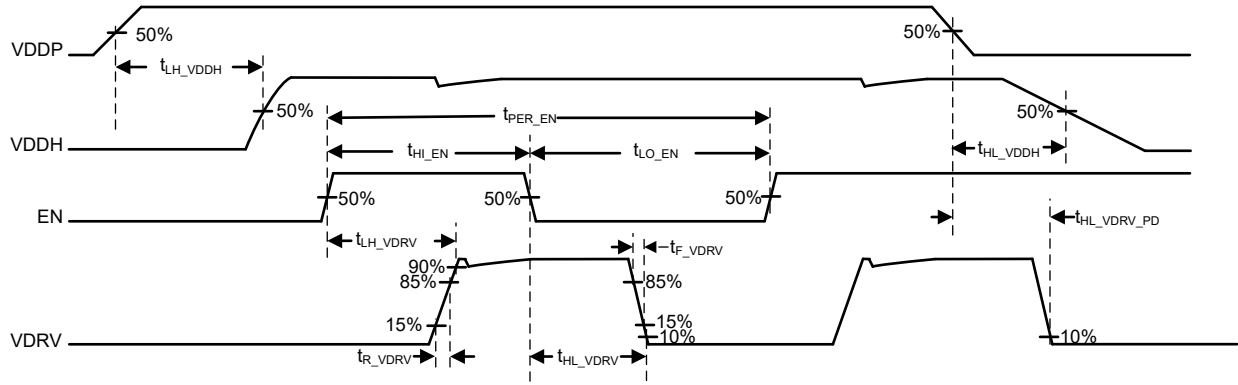 50%
50%
VDDP
tLH_VDDH
50%
50%
tPER_EN
VDDH
tHI_EN
tLO_EN
tHL_VDDH
50%
50%
50%
EN
tHL_VDRV_PD
tLH_VDRV
tF_VDRV
90%
85%
85%
15%
15%
10%
10%
VDRV
tR_VDRV
tHL_VDRV